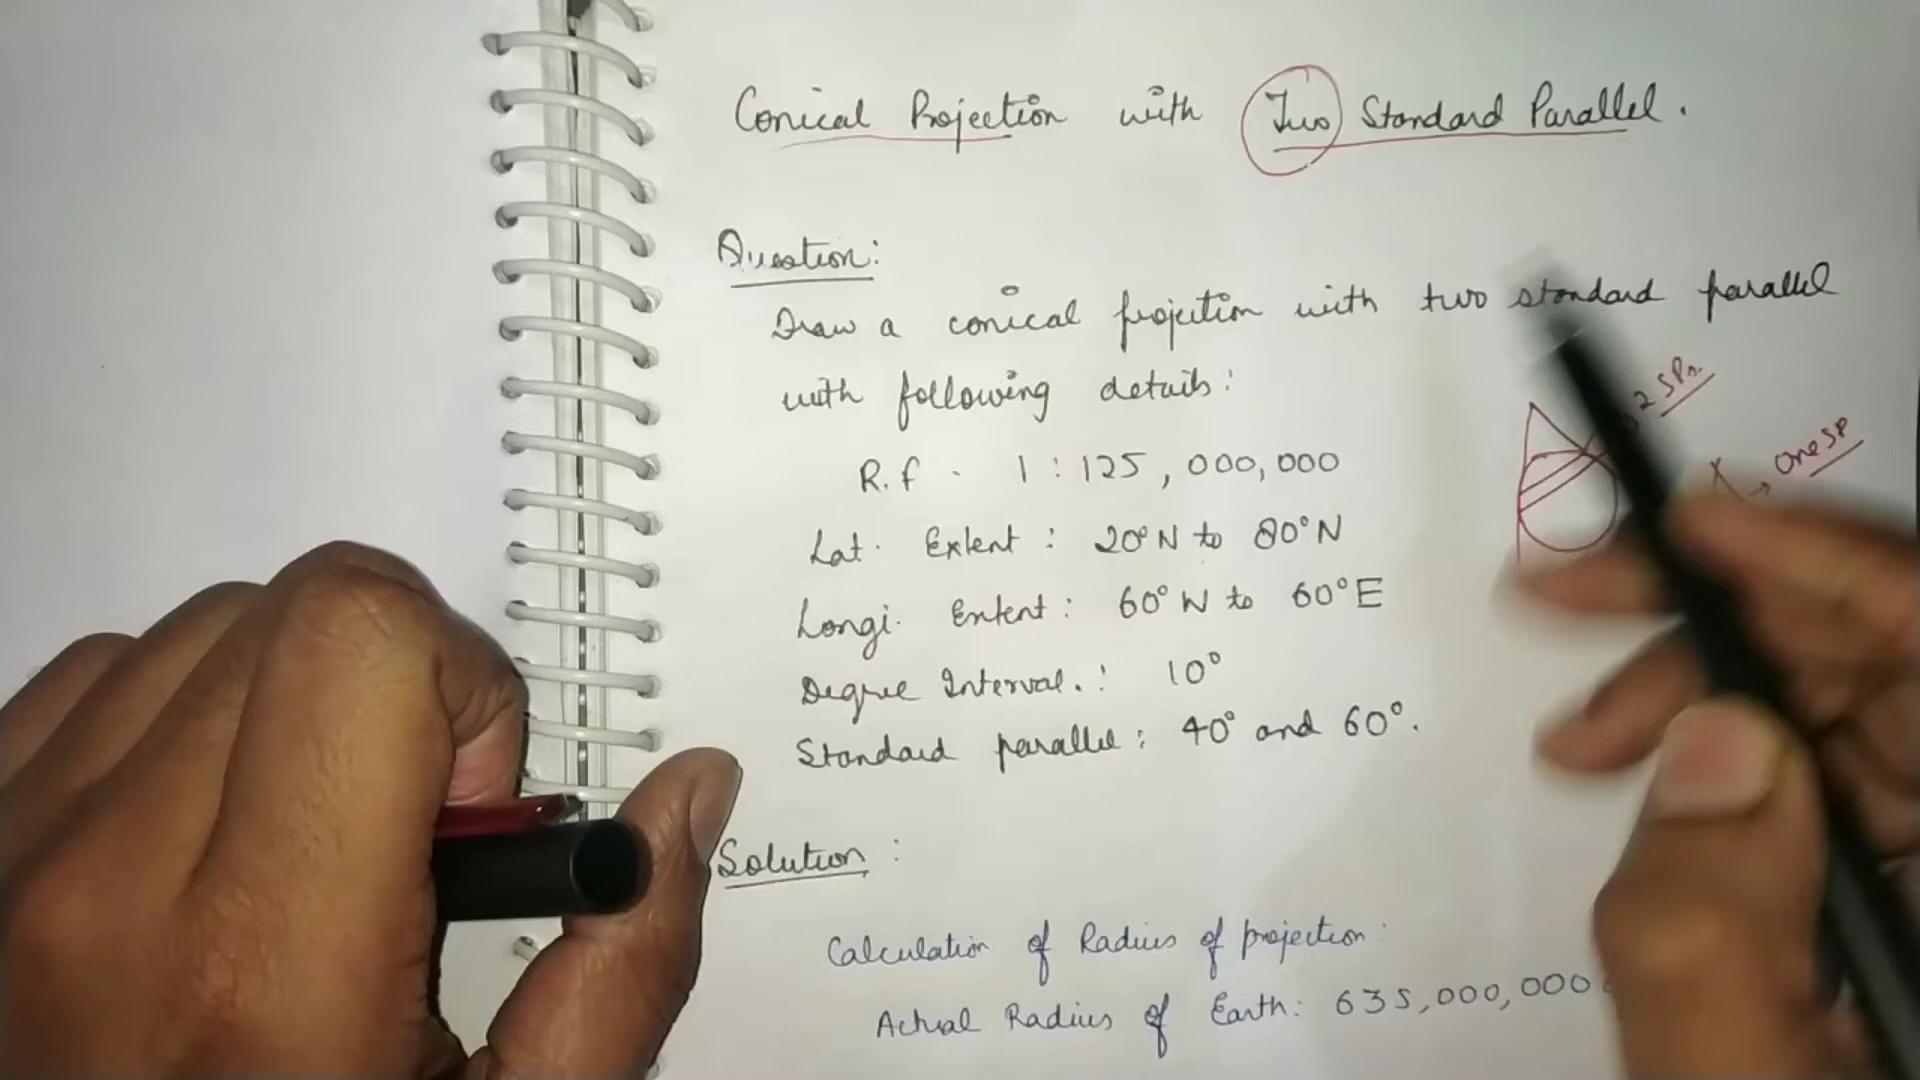 Conical Projection with Two Standard Parallel.
Question:
Draw a conical projection with two standard parallel
with following details:
R.f - 1 : 125,000,000
Lat. Extent : 20°N to 80°N
Longi. Extent : 60°W to 60°E
Degree Interval. : 10°
Standard parallel : 40° and 60°.
2 SPs.
One SP
Solution :
Calculation of Radius of projection:
Actual Radius of Earth: 635,000,000